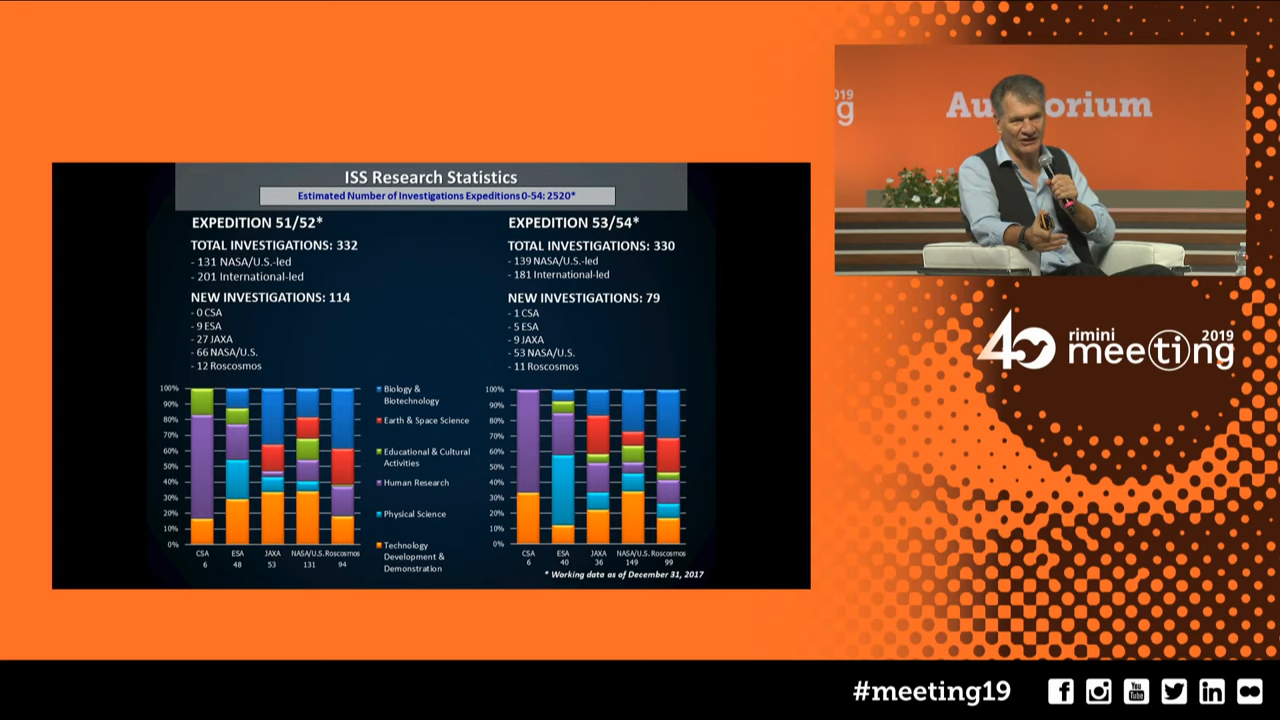 ISS Research Statistics
Estimated Number of Investigations Expeditions 0-54: 2520*
EXPEDITION 51/52*
TOTAL INVESTIGATIONS: 332
- 131 NASA/U.S.-led
- 201 International-led
NEW INVESTIGATIONS: 114
- 0 CSA
- 9 ESA
- 27 JAXA
- 66 NASA/U.S.
- 12 Roscosmos
EXPEDITION 53/54*
TOTAL INVESTIGATIONS: 330
- 139 NASA/U.S.-led
- 181 International-led
NEW INVESTIGATIONS: 79
- 1 CSA
- 5 ESA
- 9 JAXA
- 53 NASA/U.S.
- 11 Roscosmos
100%
90%
80%
70%
60%
50%
40%
30%
20%
10%
0%
CSA ESA JAXA NASA/U.S. Roscosmos
6 48 53 131 94
Biology &
Biotechnology
Earth & Space Science
Educational & Cultural
Activities
Human Research
Physical Science
Technology
Development &
Demonstration
100%
90%
80%
70%
60%
50%
40%
30%
20%
10%
0%
CSA ESA JAXA NASA/U.S. Roscosmos
6 40 36 149 99
* Working data as of December 31, 2017
019
g
Au orium
40 rimini 2019
meeting
#meeting19
You
Tube